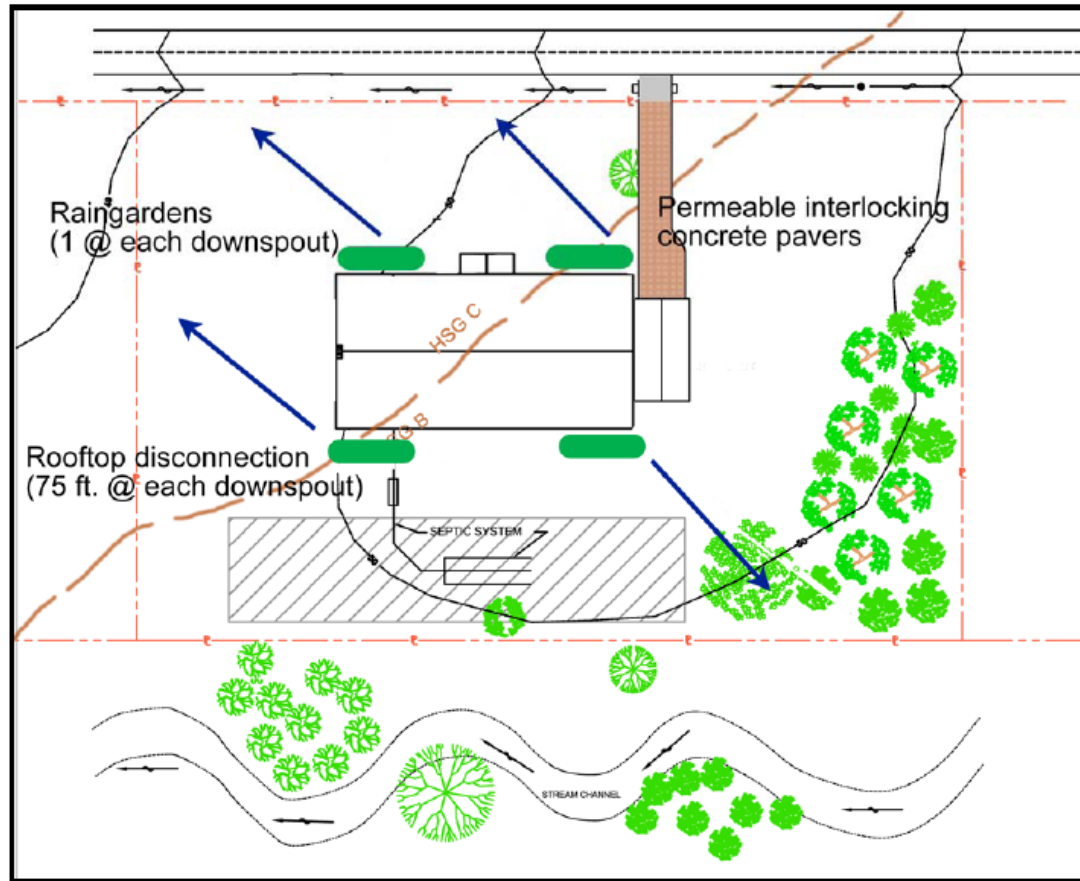 Raingardens
(1 @ each downspout)
Permeable interlocking
concrete pavers
HSG C
G B
Rooftop disconnection
(75 ft. @ each downspout)
SEPTIC SYSTEM
STREAM CHANNEL